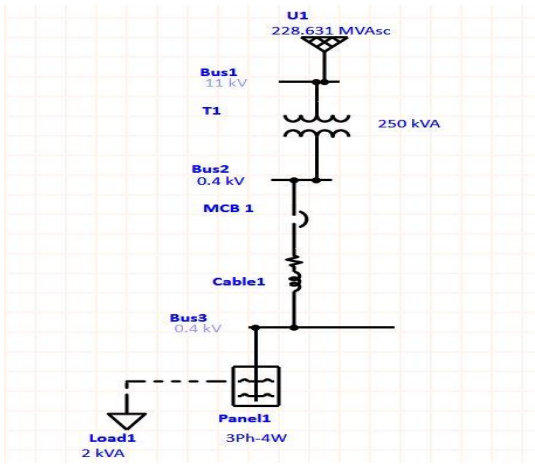 U1
228.631 MVAsc
Bus1
11 kV
T1
250 kVA
Bus2
0.4 kV
MCB 1
Cable1
Bus3
0.4 kV
Panel1
3Ph-4W
Load1
2 kVA